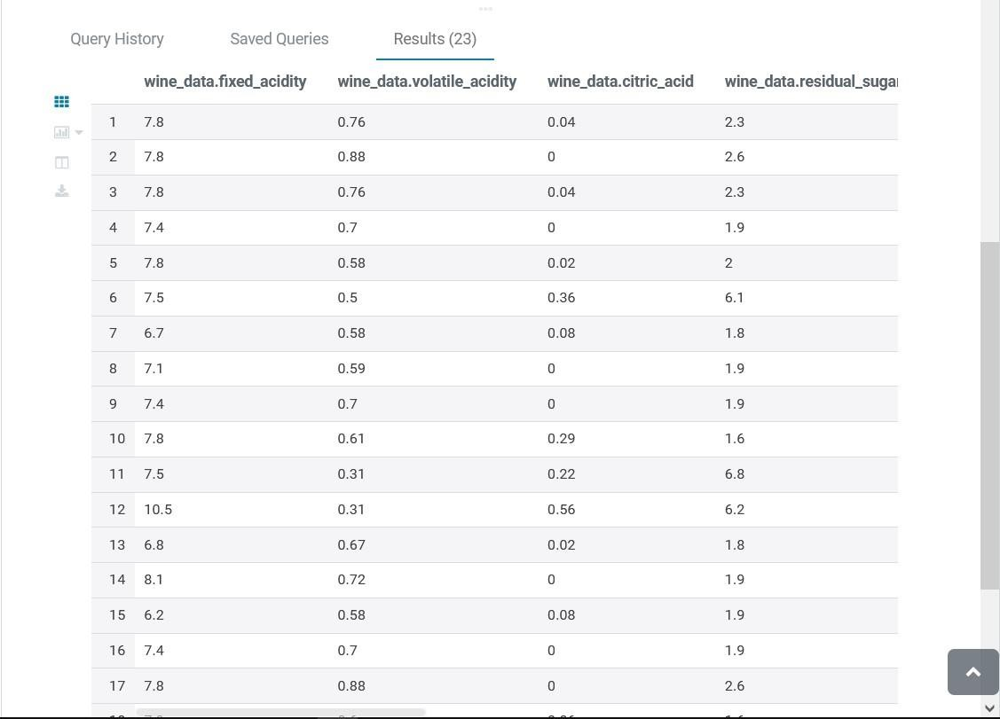 Query History Saved Queries Results (23)
wine_data.fixed_acidity wine_data.volatile_acidity wine_data.citric_acid wine_data.residual_sugar
1 7.8 0.76 0.04 2.3
2 7.8 0.88 0 2.6
3 7.8 0.76 0.04 2.3
4 7.4 0.7 0 1.9
5 7.8 0.58 0.02 2
6 7.5 0.5 0.36 6.1
7 6.7 0.58 0.08 1.8
8 7.1 0.59 0 1.9
9 7.4 0.7 0 1.9
10 7.8 0.61 0.29 1.6
11 7.5 0.31 0.22 6.8
12 10.5 0.31 0.56 6.2
13 6.8 0.67 0.02 1.8
14 8.1 0.72 0 1.9
15 6.2 0.58 0.08 1.9
16 7.4 0.7 0 1.9
17 7.8 0.88 0 2.6